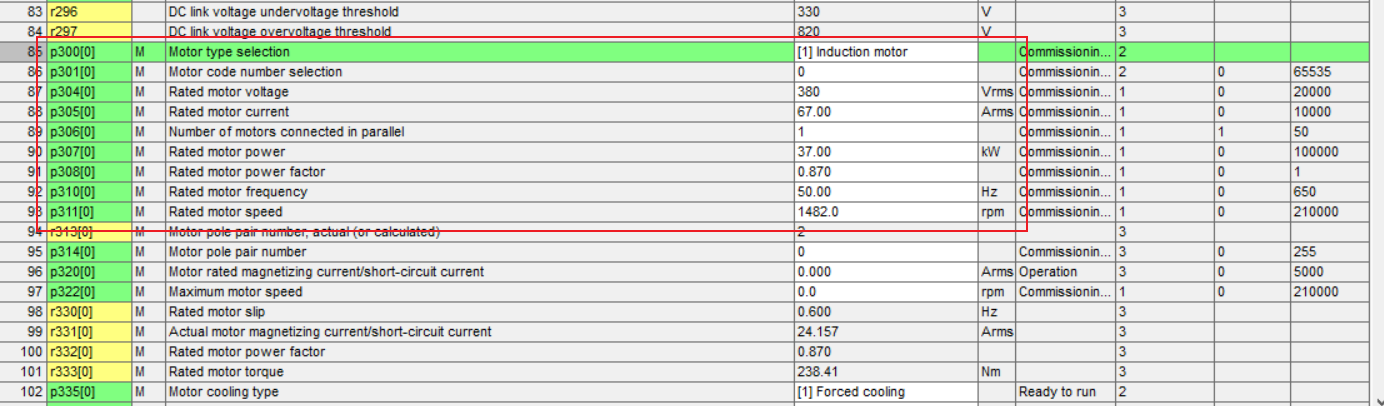 83 r296 DC link voltage undervoltage threshold 330 V 3
84 r297 DC link voltage overvoltage threshold 820 V 3
85 p300[0] M Motor type selection [1] Induction motor Commissionin... 2
86 p301[0] M Motor code number selection 0 Commissionin... 2 0 65535
87 p304[0] M Rated motor voltage 380 Vrms Commissionin... 1 0 20000
88 p305[0] M Rated motor current 67.00 Arms Commissionin... 1 0 10000
89 p306[0] M Number of motors connected in parallel 1 Commissionin... 1 1 50
90 p307[0] M Rated motor power 37.00 kW Commissionin... 1 0 100000
91 p308[0] M Rated motor power factor 0.870 Commissionin... 1 0 1
92 p310[0] M Rated motor frequency 50.00 Hz Commissionin... 1 0 650
93 p311[0] M Rated motor speed 1482.0 rpm Commissionin... 1 0 210000
94 r313[0] M Motor pole pair number, actual (or calculated) 2 3
95 p314[0] M Motor pole pair number 0 Commissionin... 3 0 255
96 p320[0] M Motor rated magnetizing current/short-circuit current 0.000 Arms Operation 3 0 5000
97 p322[0] M Maximum motor speed 0.0 rpm Commissionin... 1 0 210000
98 r330[0] M Rated motor slip 0.600 Hz 3
99 r331[0] M Actual motor magnetizing current/short-circuit current 24.157 Arms 3
100 r332[0] M Rated motor power factor 0.870 3
101 r333[0] M Rated motor torque 238.41 Nm 3
102 p335[0] M Motor cooling type [1] Forced cooling Ready to run 2